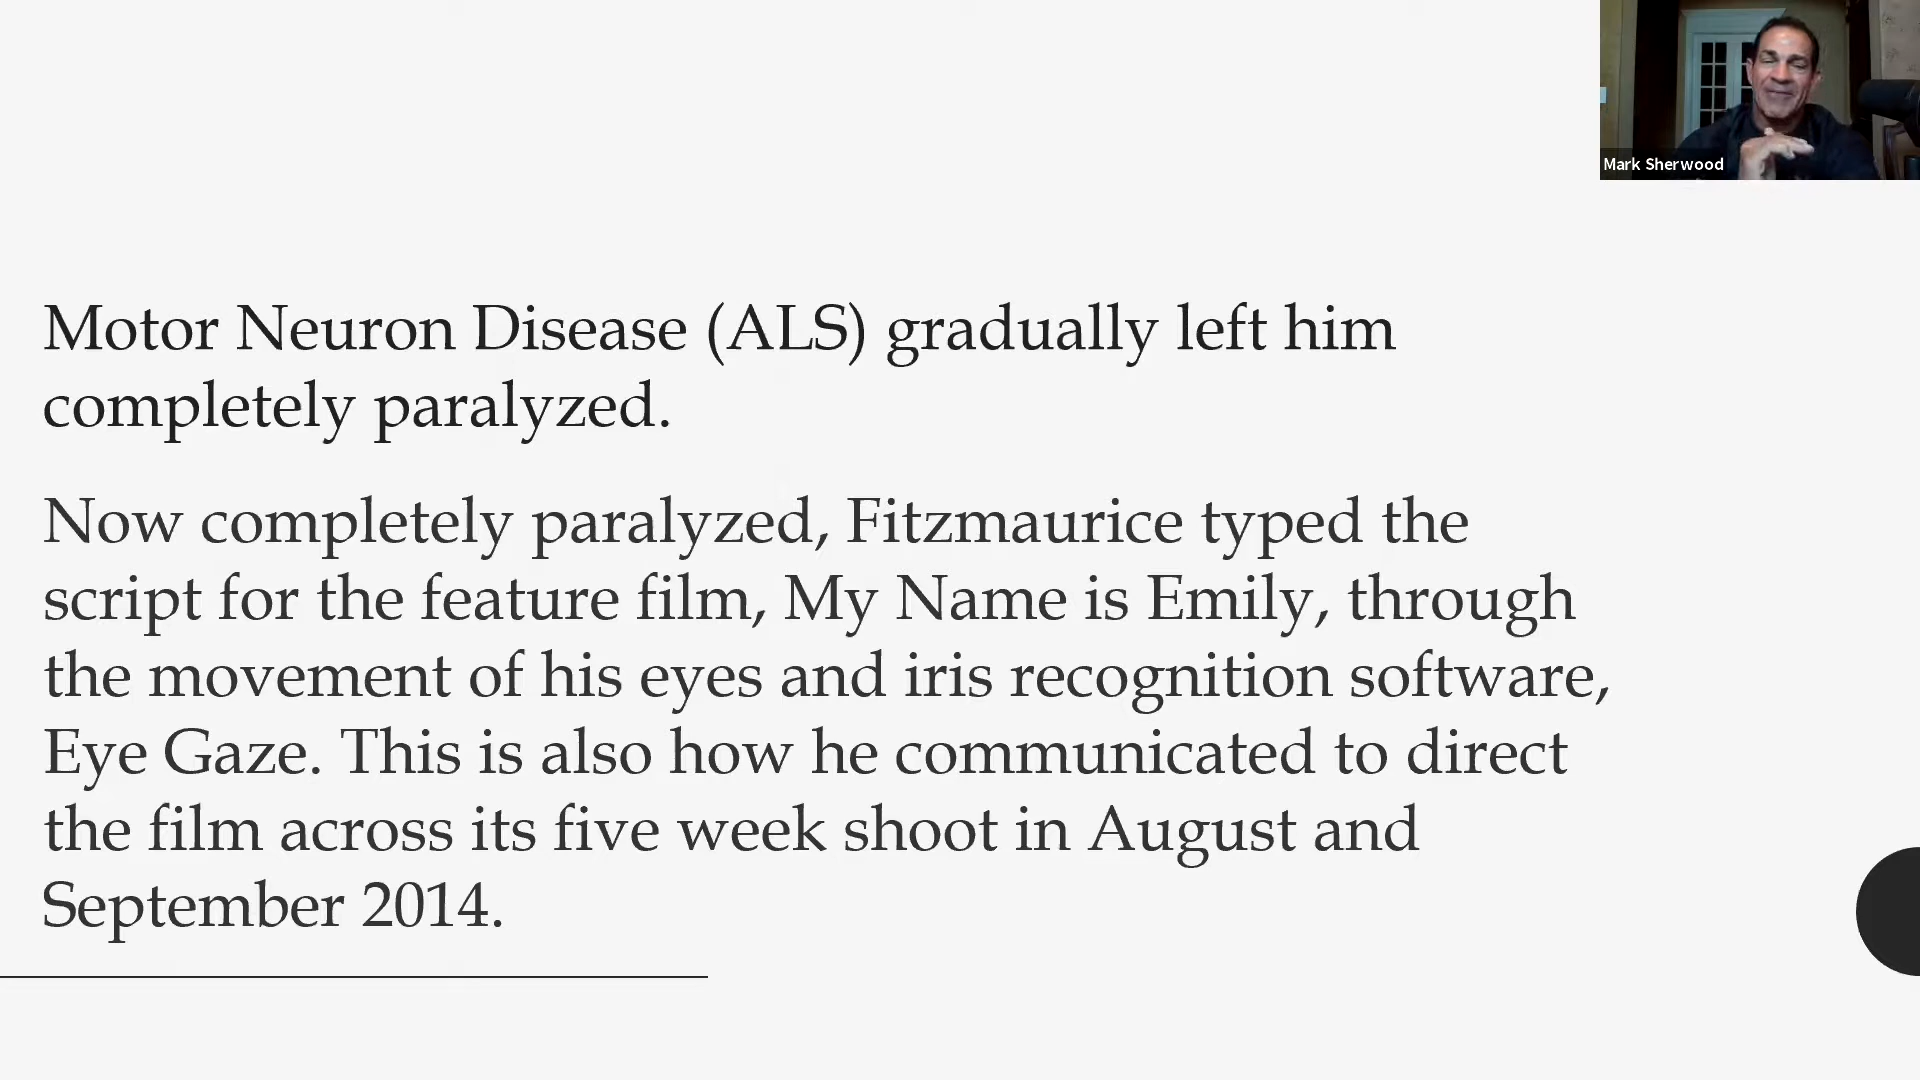 Mark Sherwood
Motor Neuron Disease (ALS) gradually left him
completely paralyzed.
Now completely paralyzed, Fitzmaurice typed the
script for the feature film, My Name is Emily, through
the movement of his eyes and iris recognition software,
Eye Gaze. This is also how he communicated to direct
the film across its five week shoot in August and
September 2014.